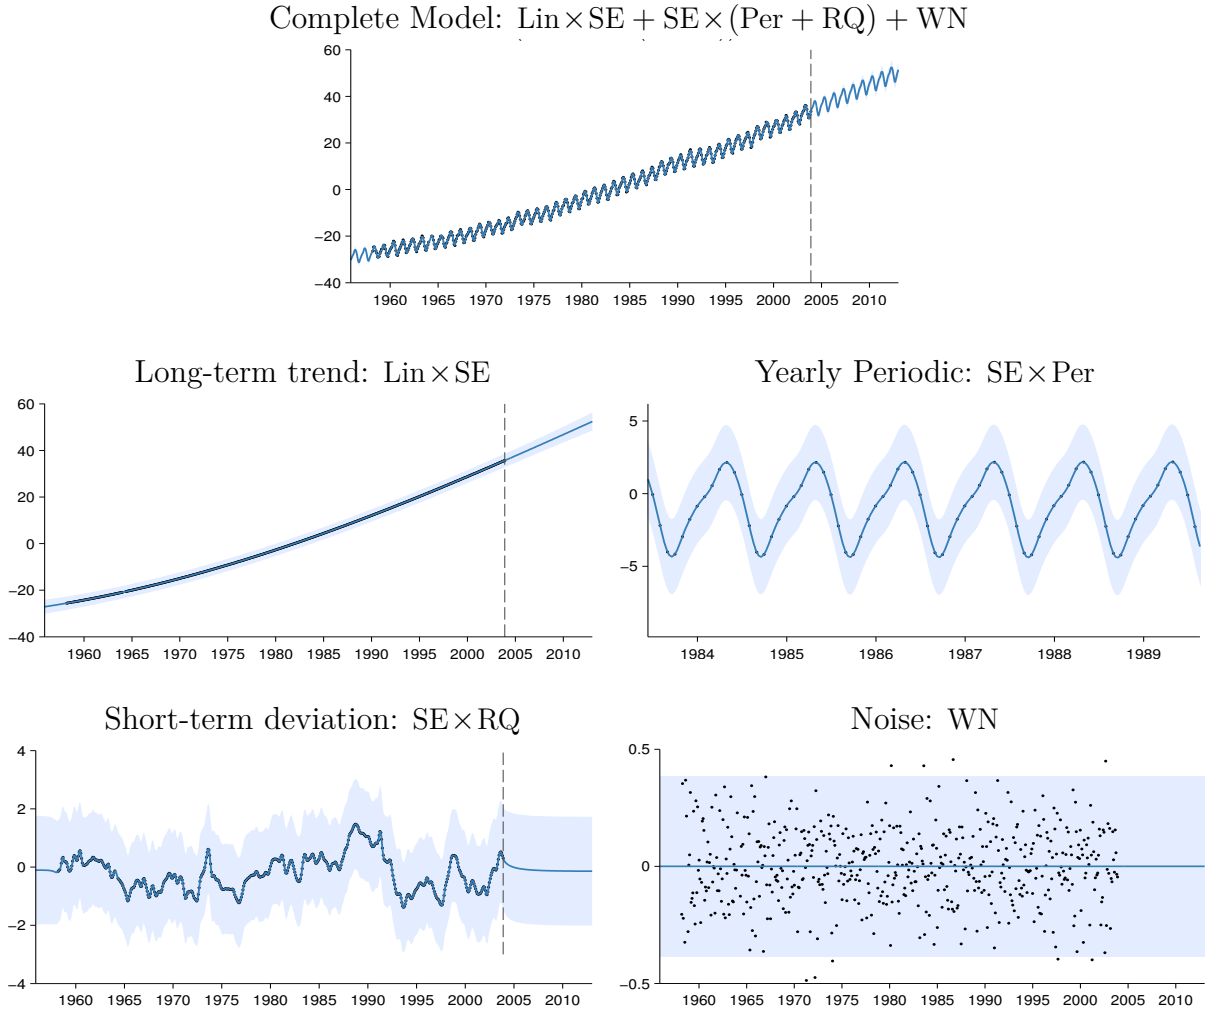 Complete Model: Lin×SE + SE×(Per + RQ) + WN
60
40
20
0
−20
−40
1960 1965 1970 1975 1980 1985 1990 1995 2000 2005 2010
Long-term trend: Lin×SE
60
40
20
0
−20
−40
1960 1965 1970 1975 1980 1985 1990 1995 2000 2005 2010
Yearly Periodic: SE×Per
5
0
−5
1984 1985 1986 1987 1988 1989
Short-term deviation: SE×RQ
4
2
0
−2
−4
1960 1965 1970 1975 1980 1985 1990 1995 2000 2005 2010
Noise: WN
0.5
0
−0.5
1960 1965 1970 1975 1980 1985 1990 1995 2000 2005 2010